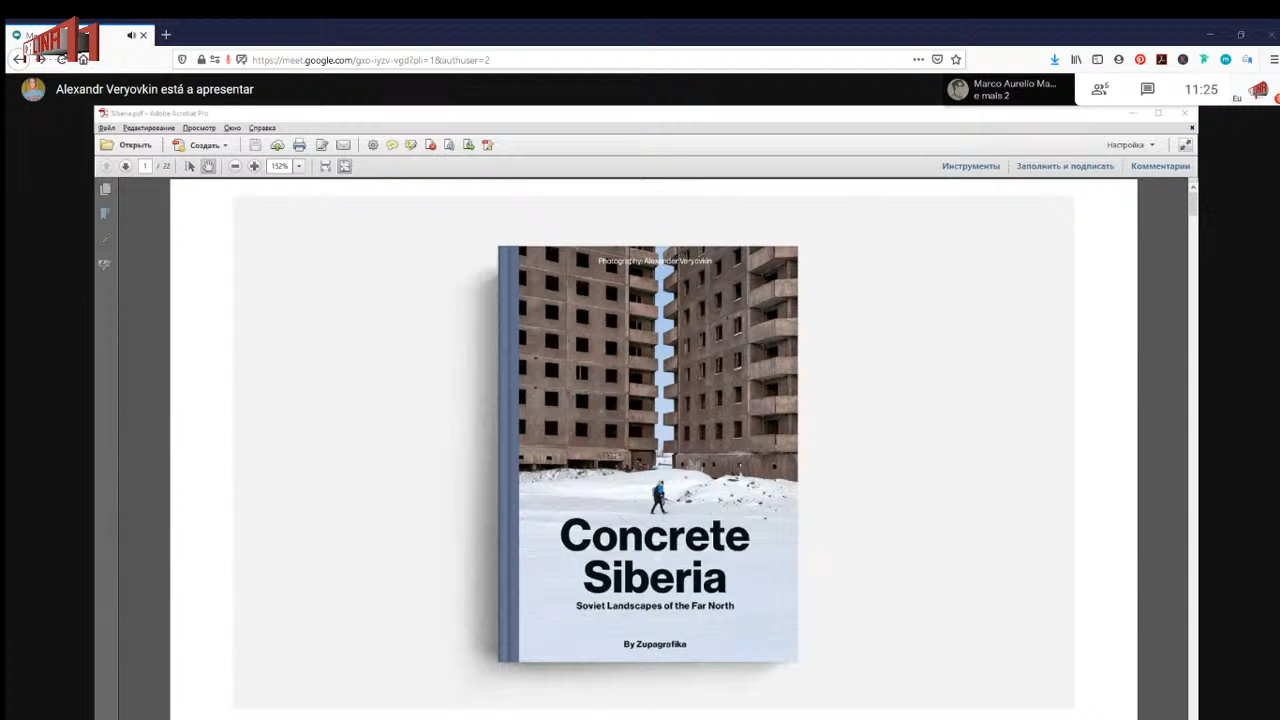 https://meet.google.com/gxo-iyzv-vgd?pli=1&authuser=2
Alexandr Veryovkin está a apresentar
Marco Aurelio Ma...
e mais 2
6
11:25
Eu
Siberia.pdf - Adobe Acrobat Pro
Файл Редактирование Просмотр Окно Справка
Открыть Создать Настройка
1 / 22 152% Инструменты Заполнить и подписать Комментарии
Photography: Alexander Veryovkin
Concrete
Siberia
Soviet Landscapes of the Far North
By Zupagrafika